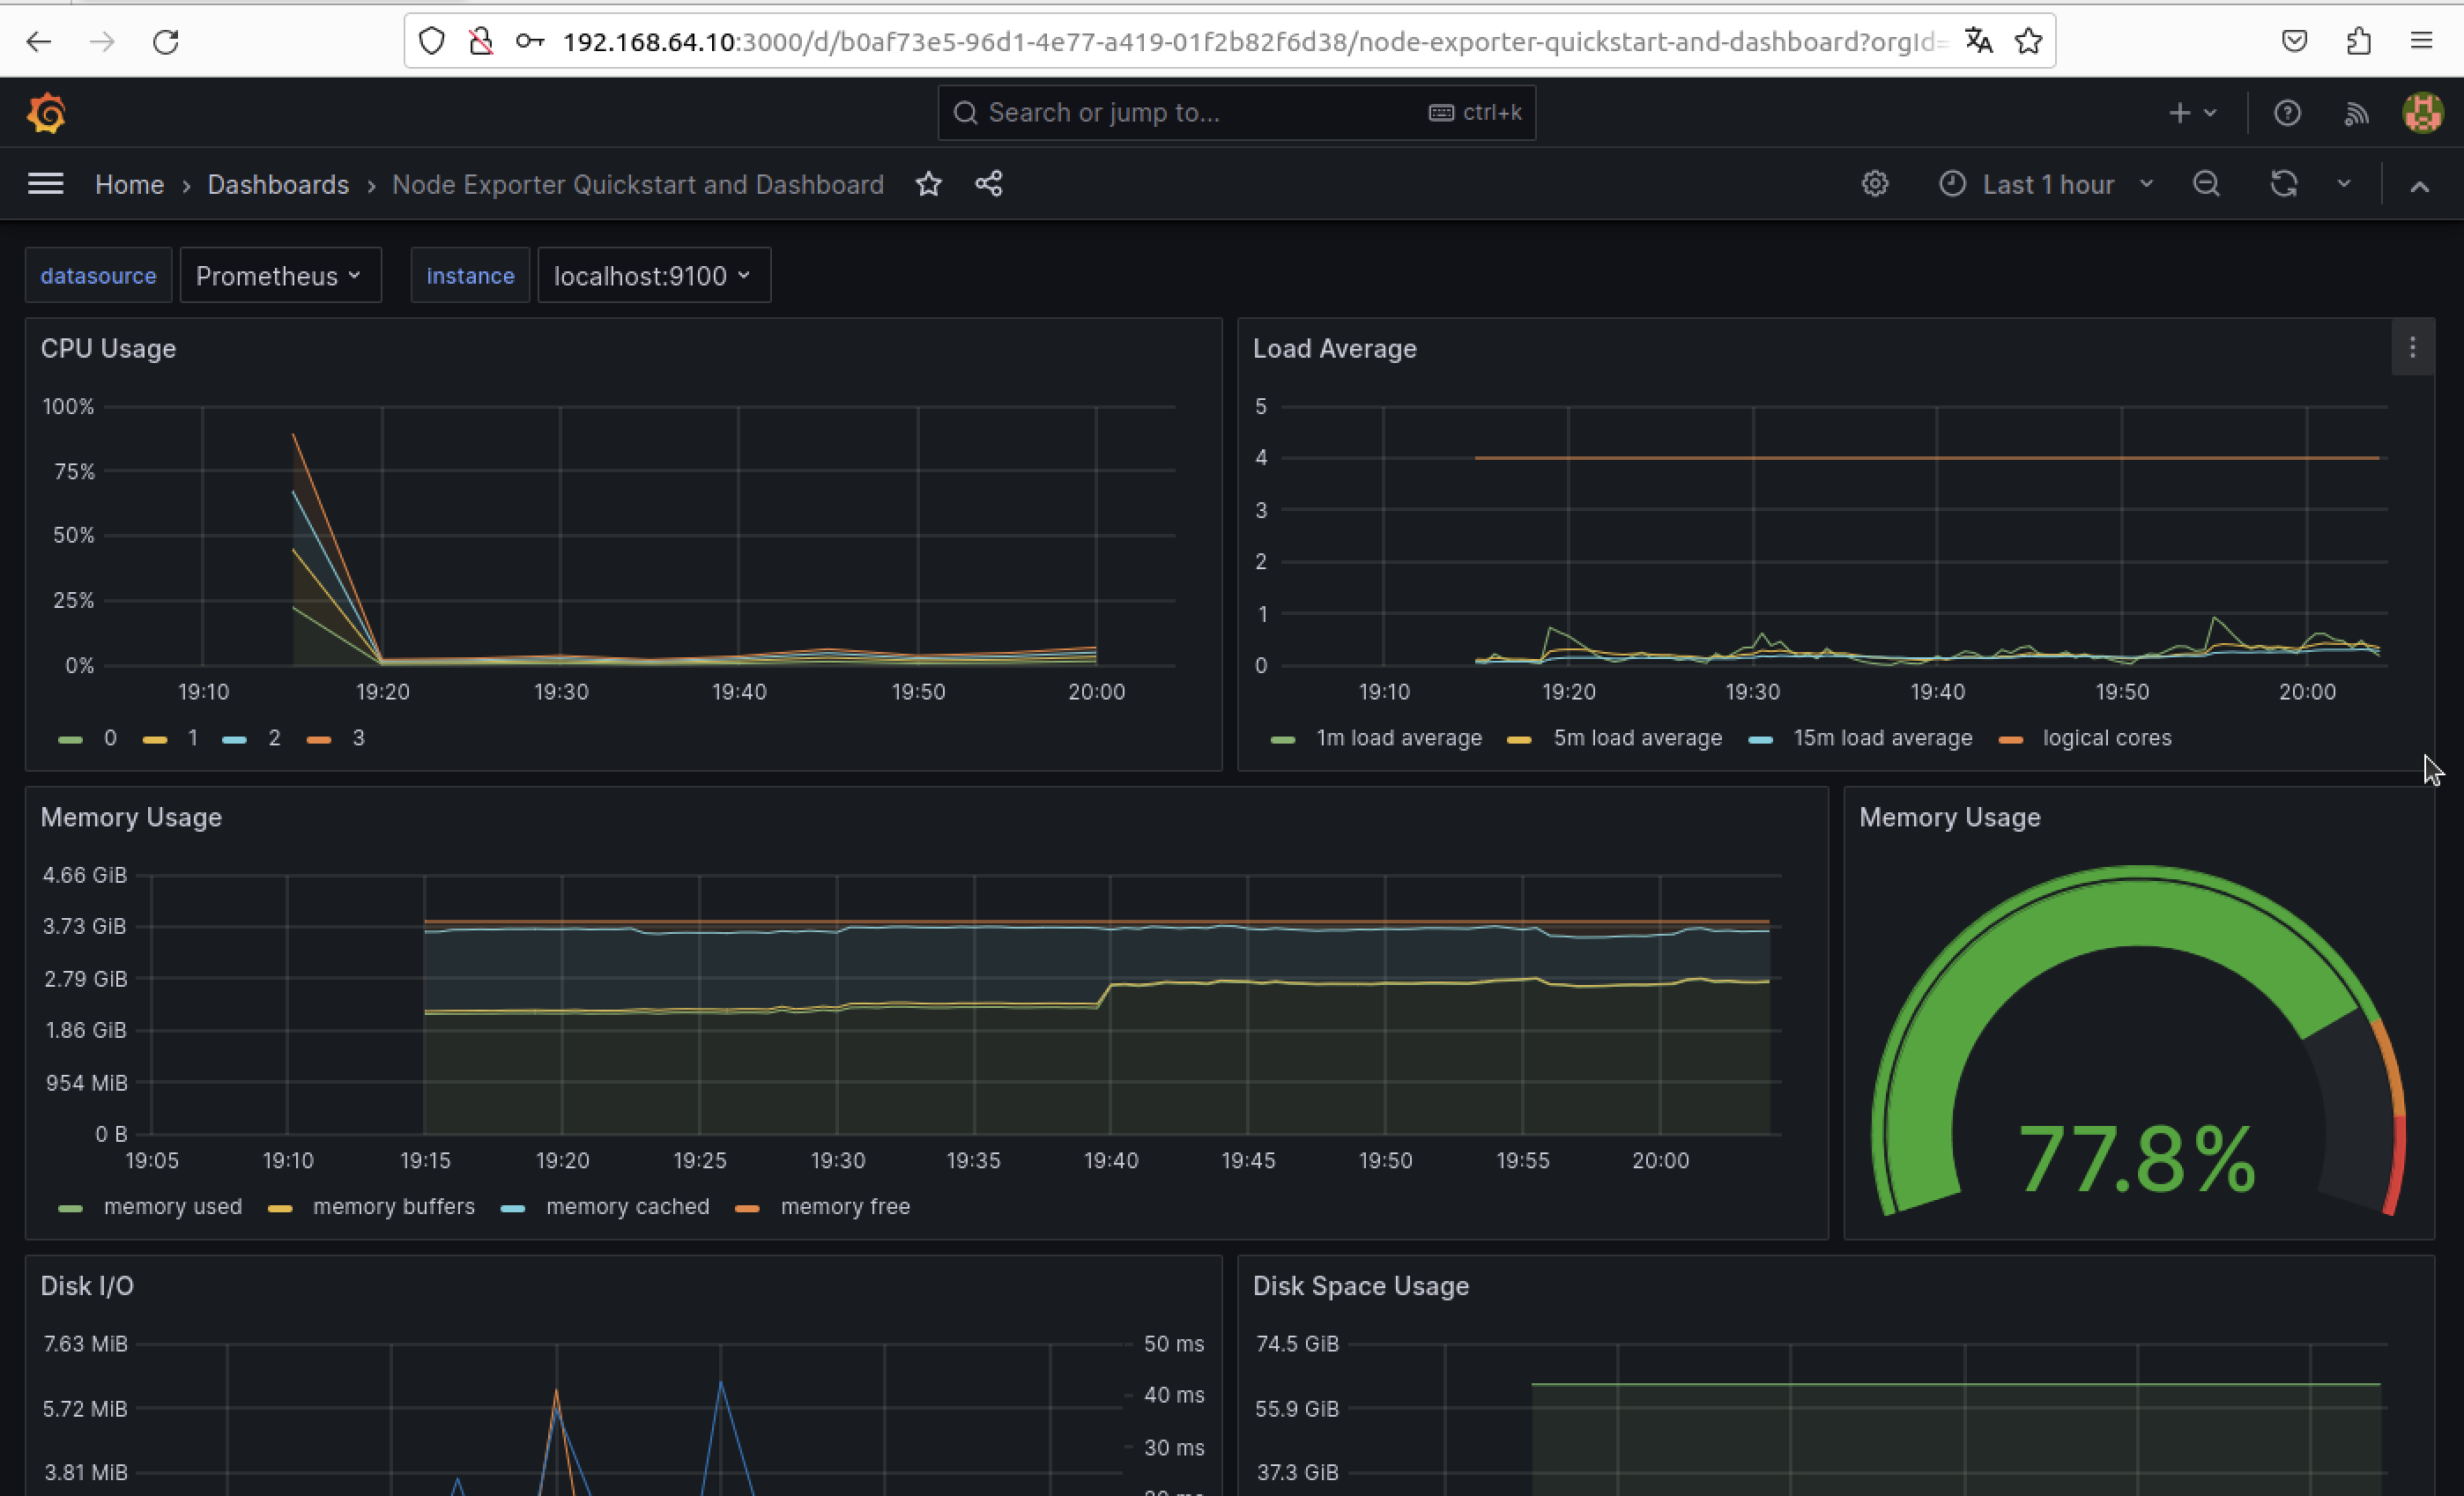 192.168.64.10:3000/d/b0af73e5-96d1-4e77-a419-01f2b82f6d38/node-exporter-quickstart-and-dashboard?orgId=
Search or jump to... ctrl+k
Home › Dashboards › Node Exporter Quickstart and Dashboard
Last 1 hour
datasource Prometheus instance localhost:9100
CPU Usage
100%
75%
50%
25%
0%
19:10 19:20 19:30 19:40 19:50 20:00
0 1 2 3
Load Average
5
4
3
2
1
0
19:10 19:20 19:30 19:40 19:50 20:00
1m load average 5m load average 15m load average logical cores
Memory Usage
4.66 GiB
3.73 GiB
2.79 GiB
1.86 GiB
954 MiB
0 B
19:05 19:10 19:15 19:20 19:25 19:30 19:35 19:40 19:45 19:50 19:55 20:00
memory used memory buffers memory cached memory free
Memory Usage
77.8%
Disk I/O
7.63 MiB
5.72 MiB
3.81 MiB
50 ms
40 ms
30 ms
Disk Space Usage
74.5 GiB
55.9 GiB
37.3 GiB